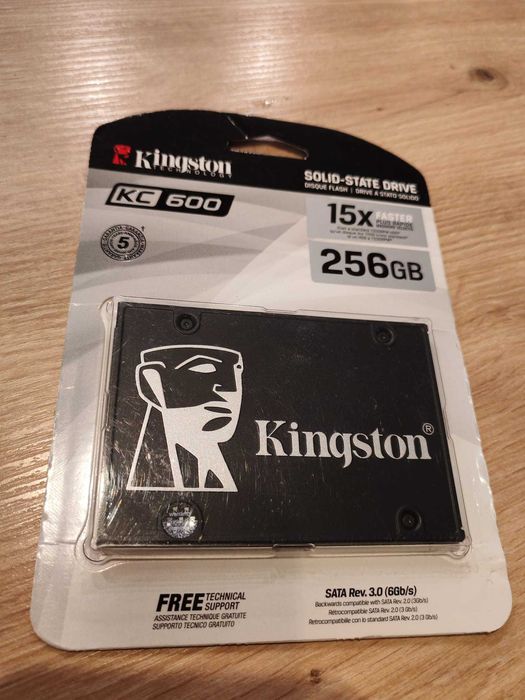 Kingston
TECHNOLOGY
SOLID-STATE DRIVE
DISQUE FLASH | DRIVE A STATO SOLIDO
KC 600
15X FASTER
PLUS RAPIDE
5
256GB
Kingston®
FREE TECHNICAL SUPPORT
ASSISTANCE TECHNIQUE GRATUITE
SUPPORTO TECNICO GRATUITO
SATA Rev. 3.0 (6Gb/s)
Backwards compatible with SATA Rev. 2.0 (3Gb/s)
Rétrocompatible SATA Rev. 2.0 (3 Gb/s)
Retrocompatibile con lo standard SATA Rev. 2.0 (3 Gb/s)